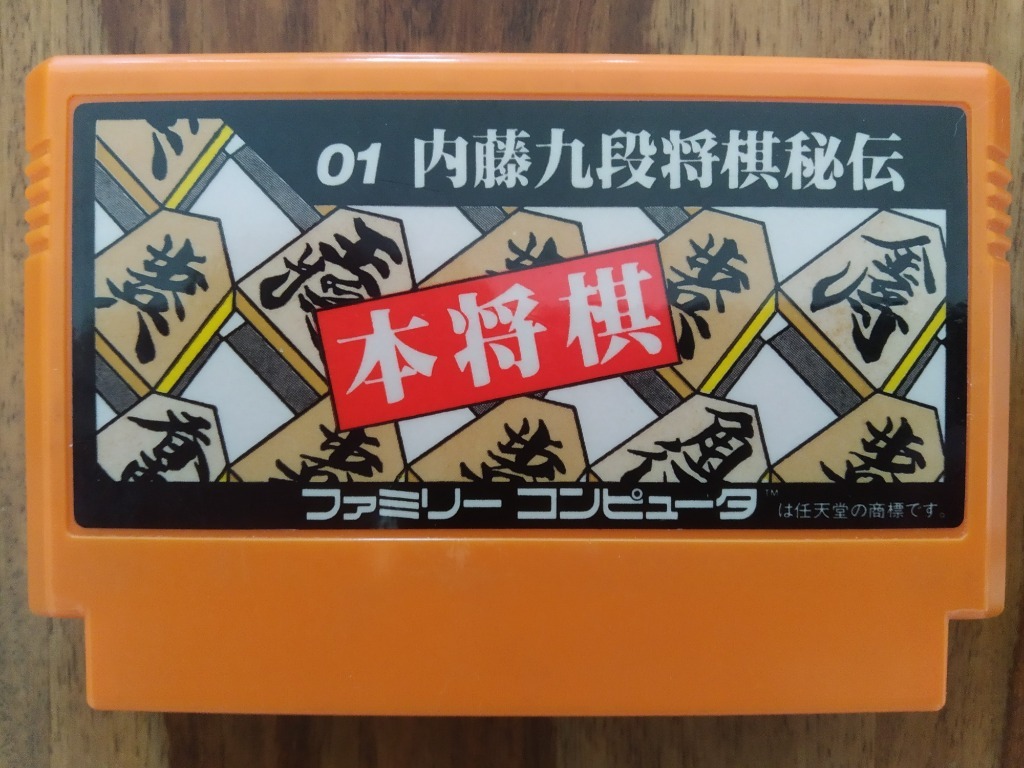 01 内藤九段将棋秘伝
本将棋
ファミリー コンピュータ™ は任天堂の商標です。